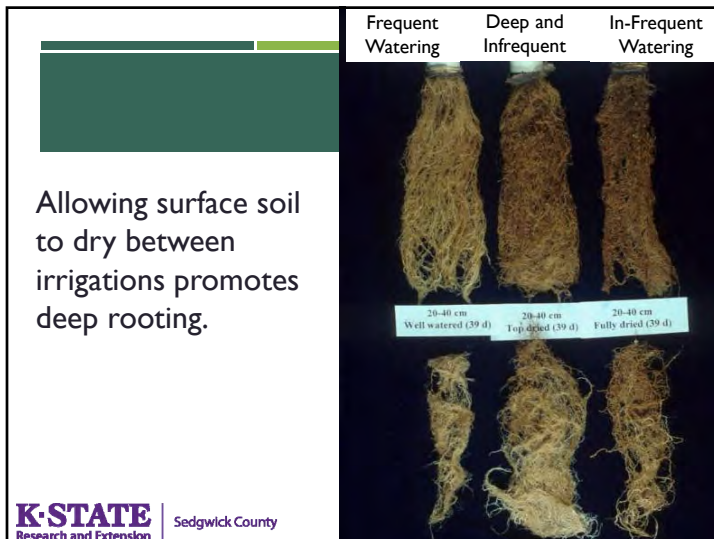 Frequent
Watering
Deep and
Infrequent
In-Frequent
Watering
Allowing surface soil
to dry between
irrigations promotes
deep rooting.
20-40 cm
Well watered (39 d)
20-40 cm
Top dried (39 d)
20-40 cm
Fully dried (39 d)
K-STATE
Research and Extension
Sedgwick County